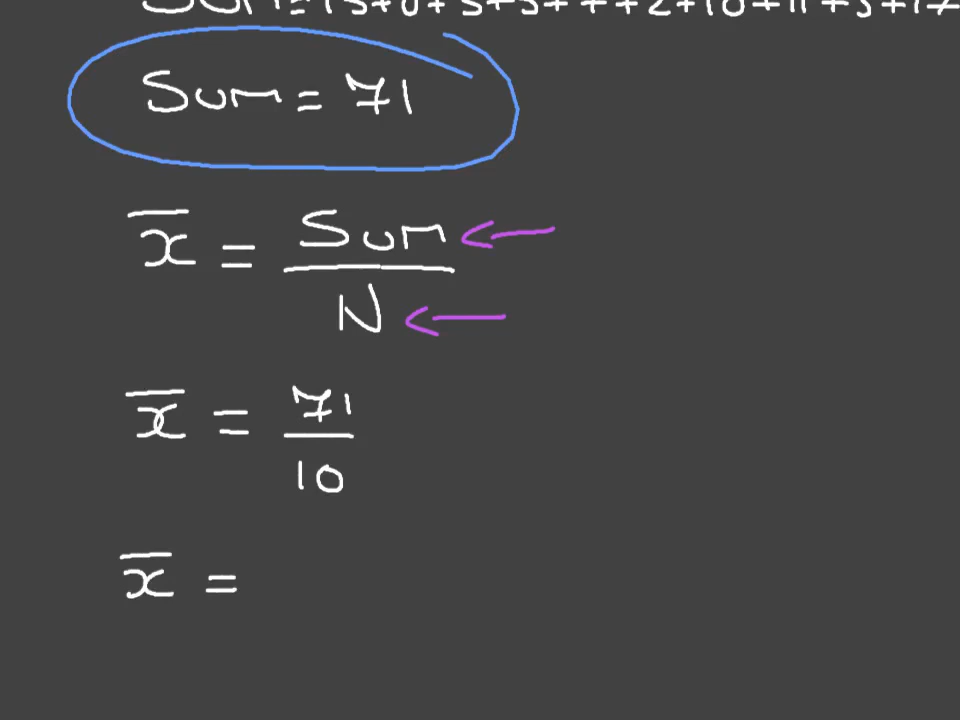 Sum = 71
x̄ = Sum
N
x̄ = 71
10
x̄ =